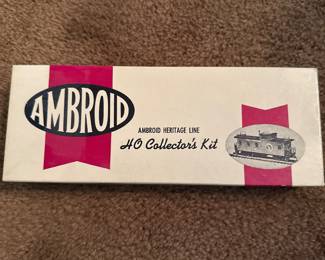 AMBROID
AMBROID HERITAGE LINE
HO Collector's Kit